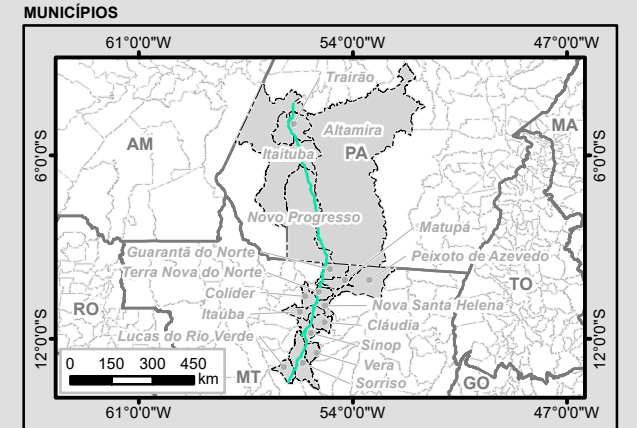 MUNICÍPIOS
61°0'0"W 54°0'0"W 47°0'0"W
Trairão
MA
AM
Altamira
6°0'0"S
Itaituba
PA
6°0'0"S
Novo Progresso
Matupá
Guarantã do Norte
Peixoto de Azevedo
Terra Nova do Norte
TO
Colíder
RO
Nova Santa Helena
Itaúba
Cláudia
Lucas do Rio Verde
Sinop
12°0'0"S
12°0'0"S
Vera
0 150 300 450
km
MT
Sorriso
GO
61°0'0"W 54°0'0"W 47°0'0"W